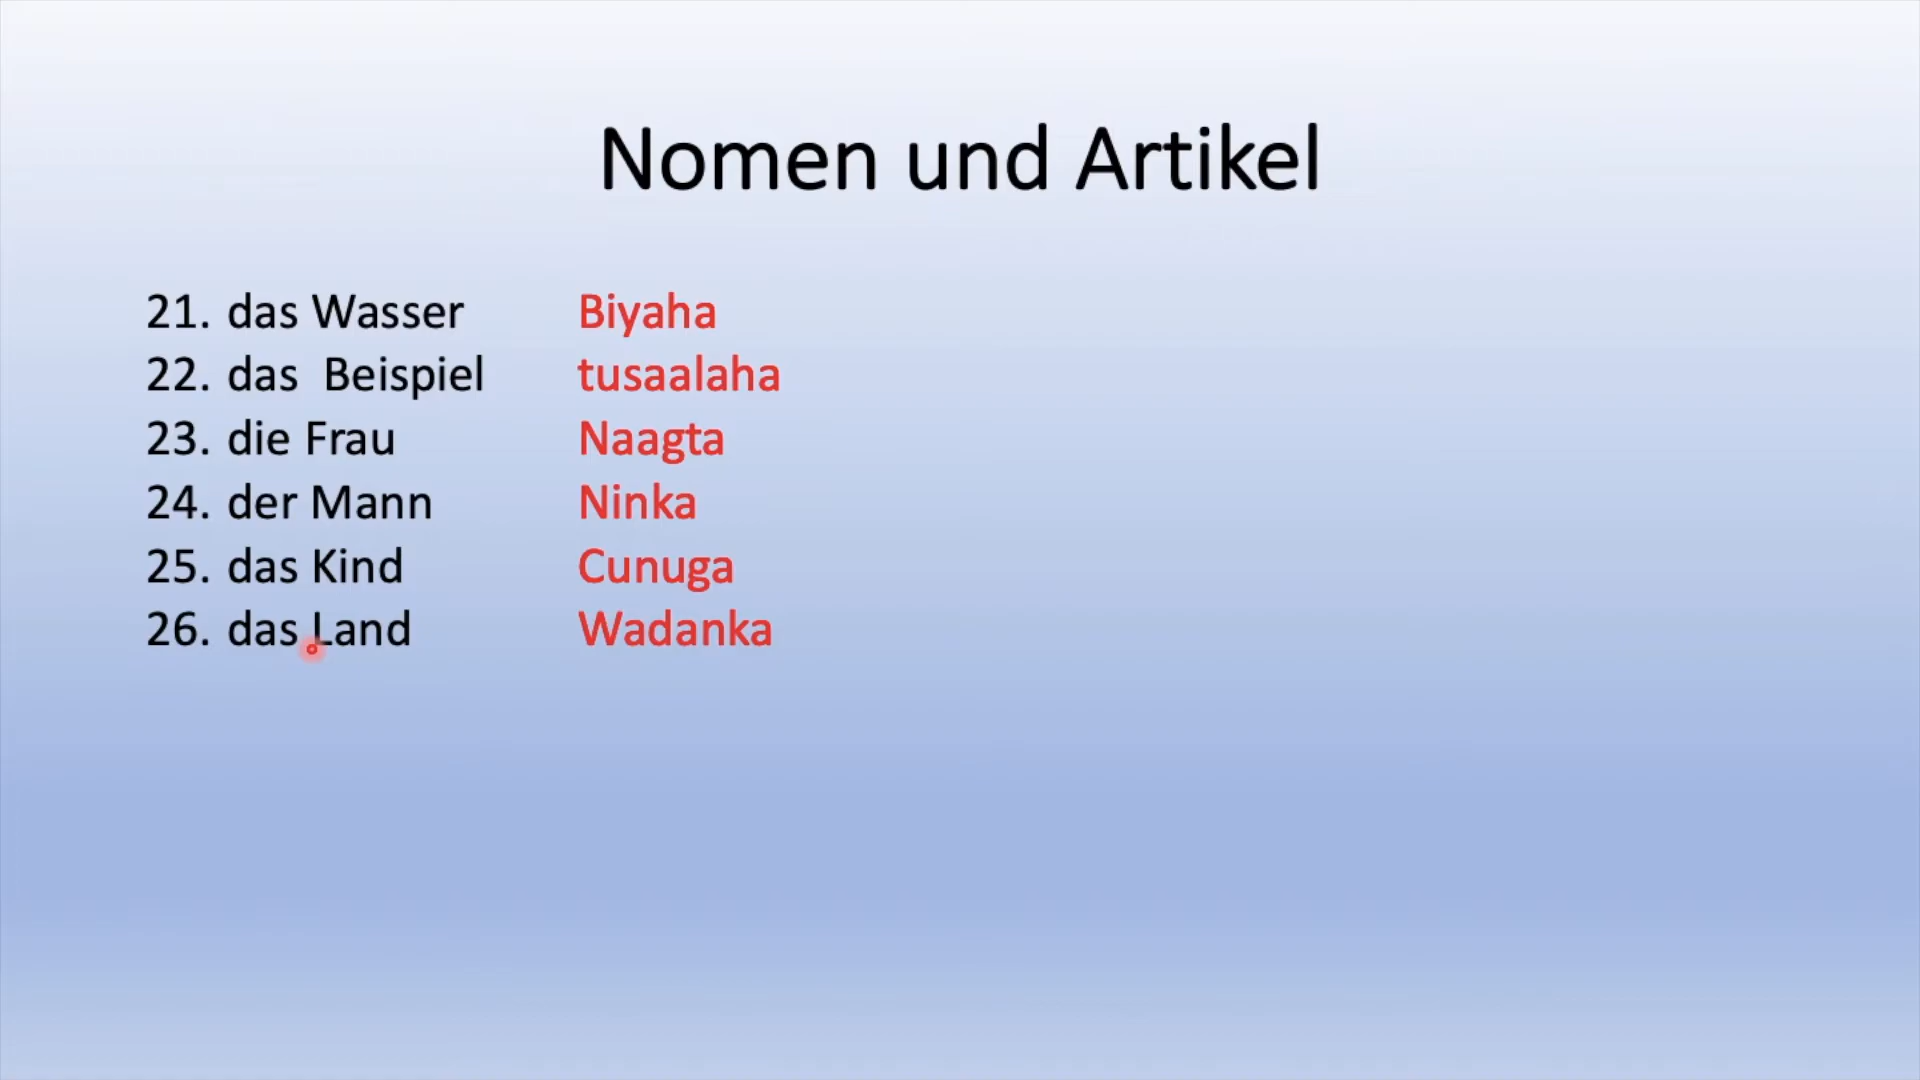 Nomen und Artikel
21. das Wasser Biyaha
22. das Beispiel tusaalaha
23. die Frau Naagta
24. der Mann Ninka
25. das Kind Cunuga
26. das Land Wadanka